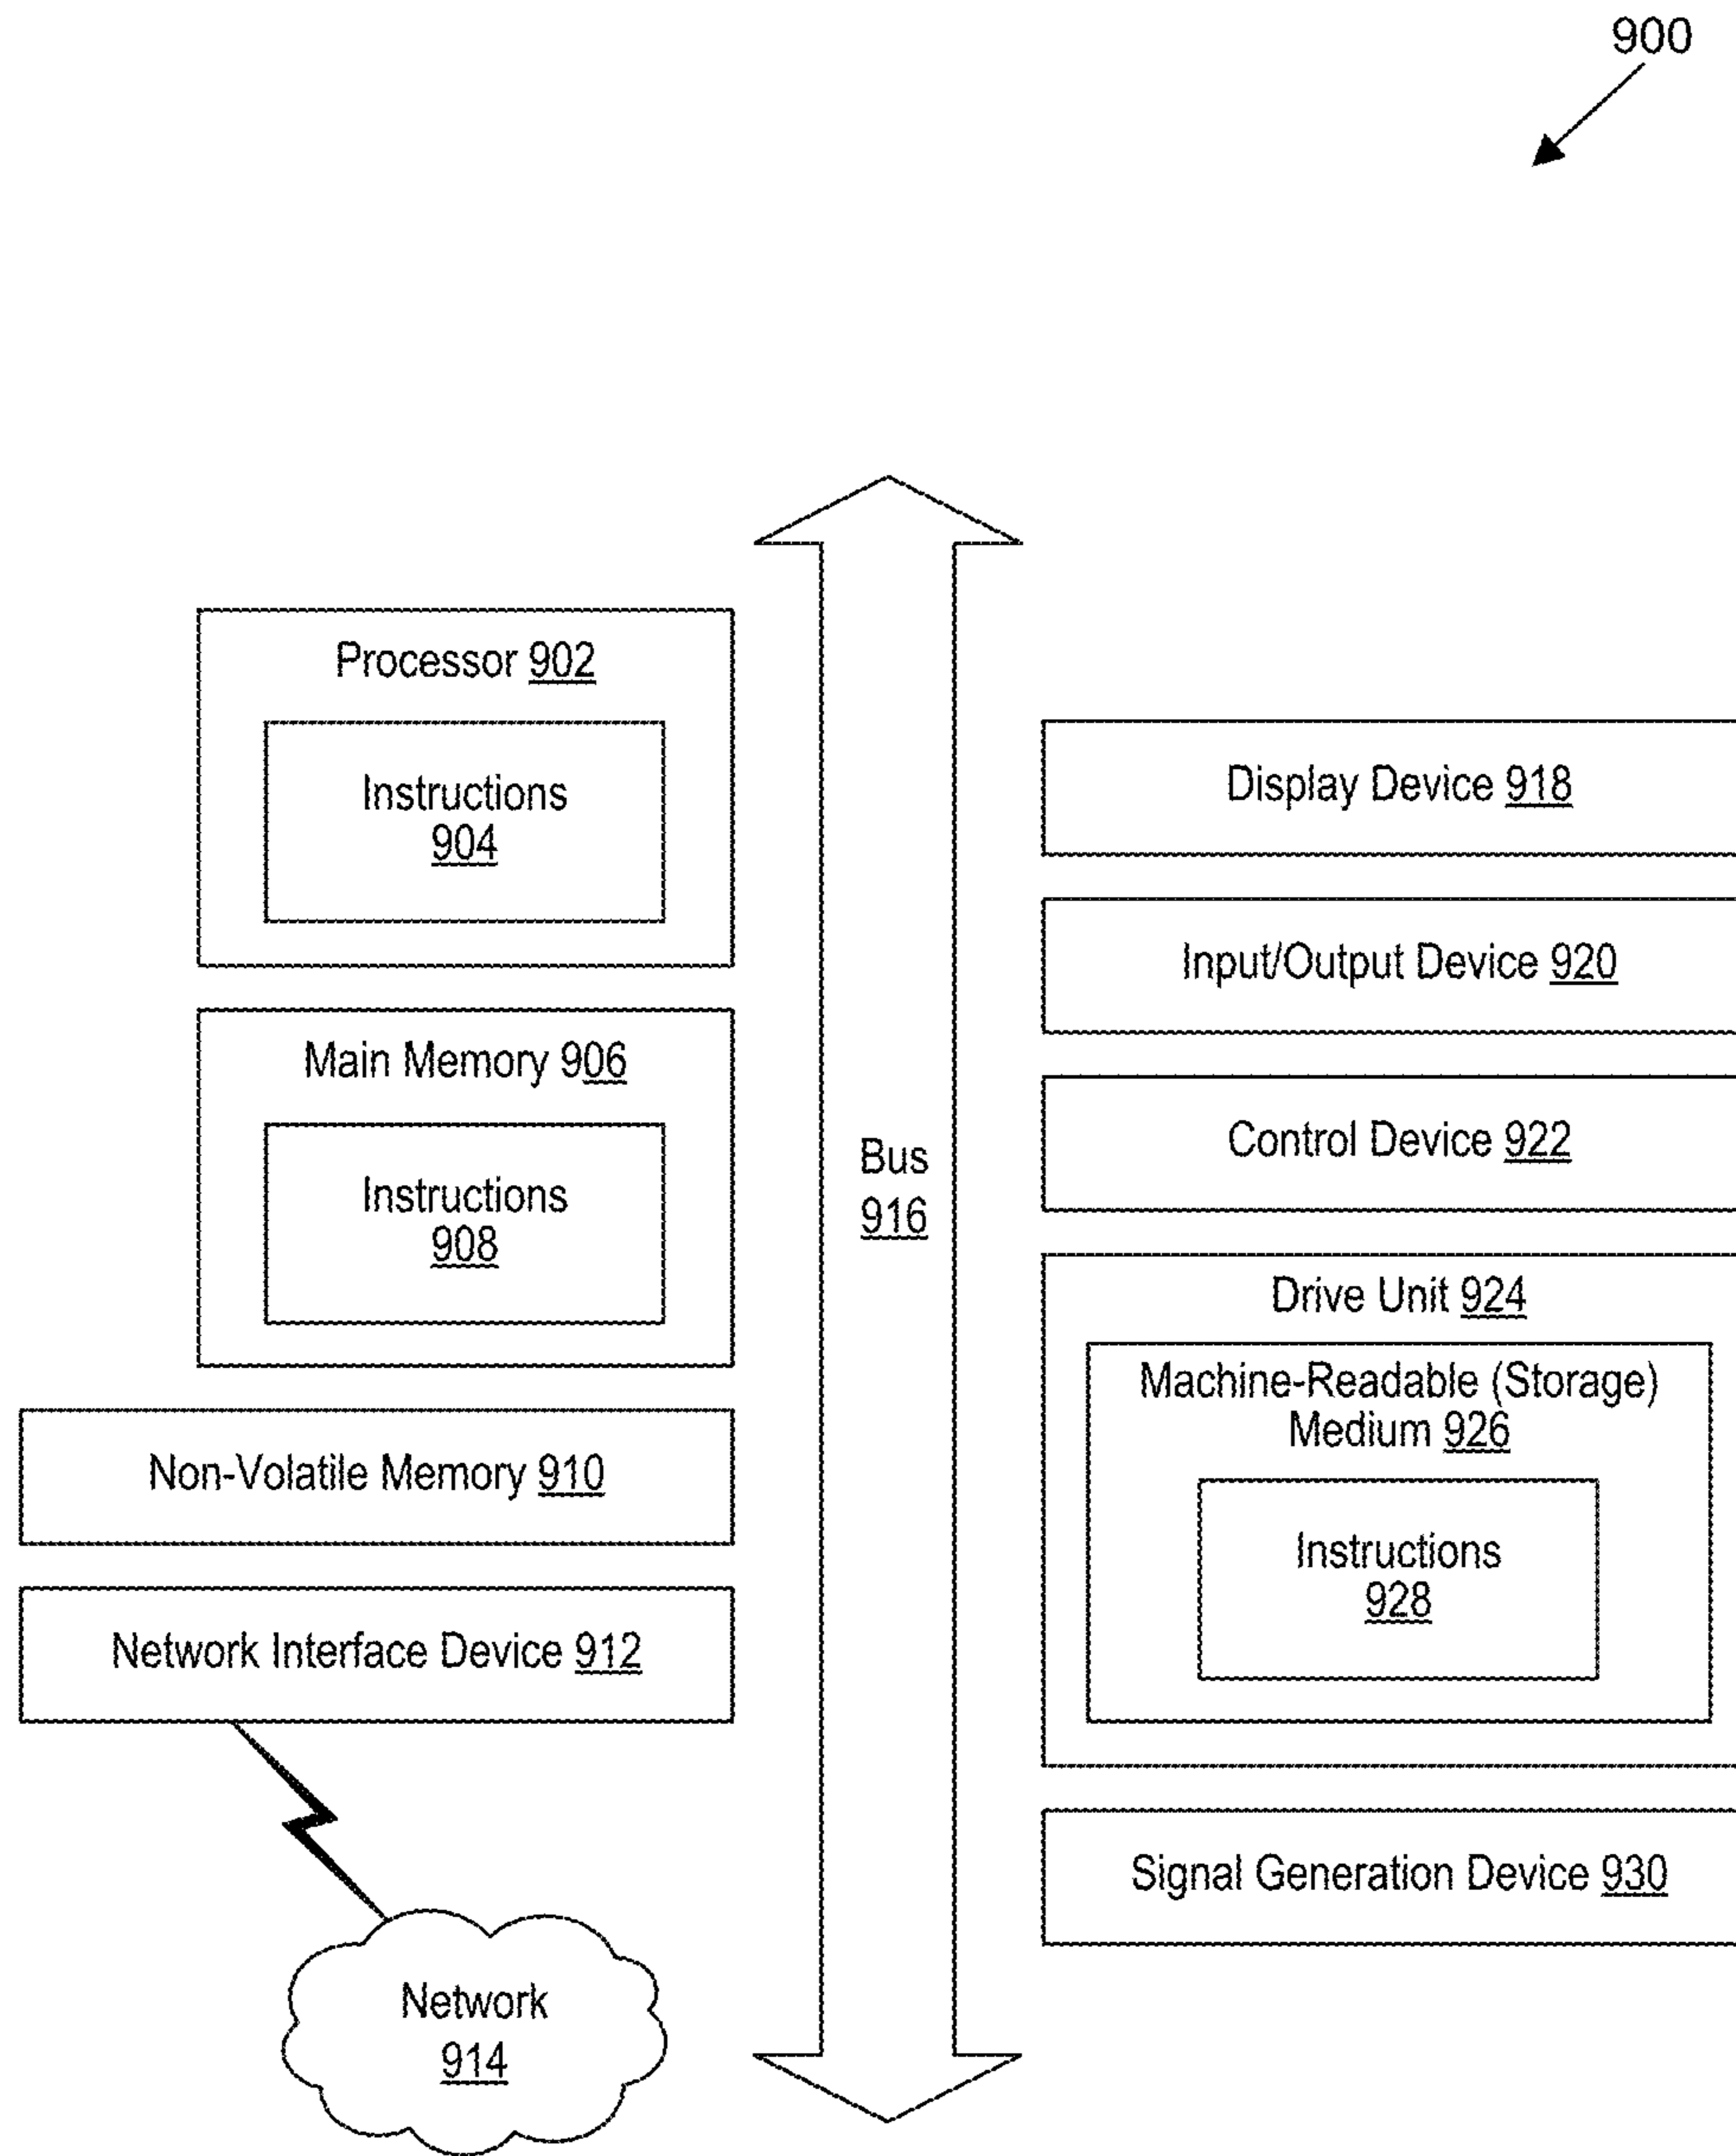 900
Processor 902
Instructions
904
Main Memory 906
Instructions
908
Non-Volatile Memory 910
Network Interface Device 912
Network
914
Bus
916
Display Device 918
Input/Output Device 920
Control Device 922
Drive Unit 924
Machine-Readable (Storage)
Medium 926
Instructions
928
Signal Generation Device 930